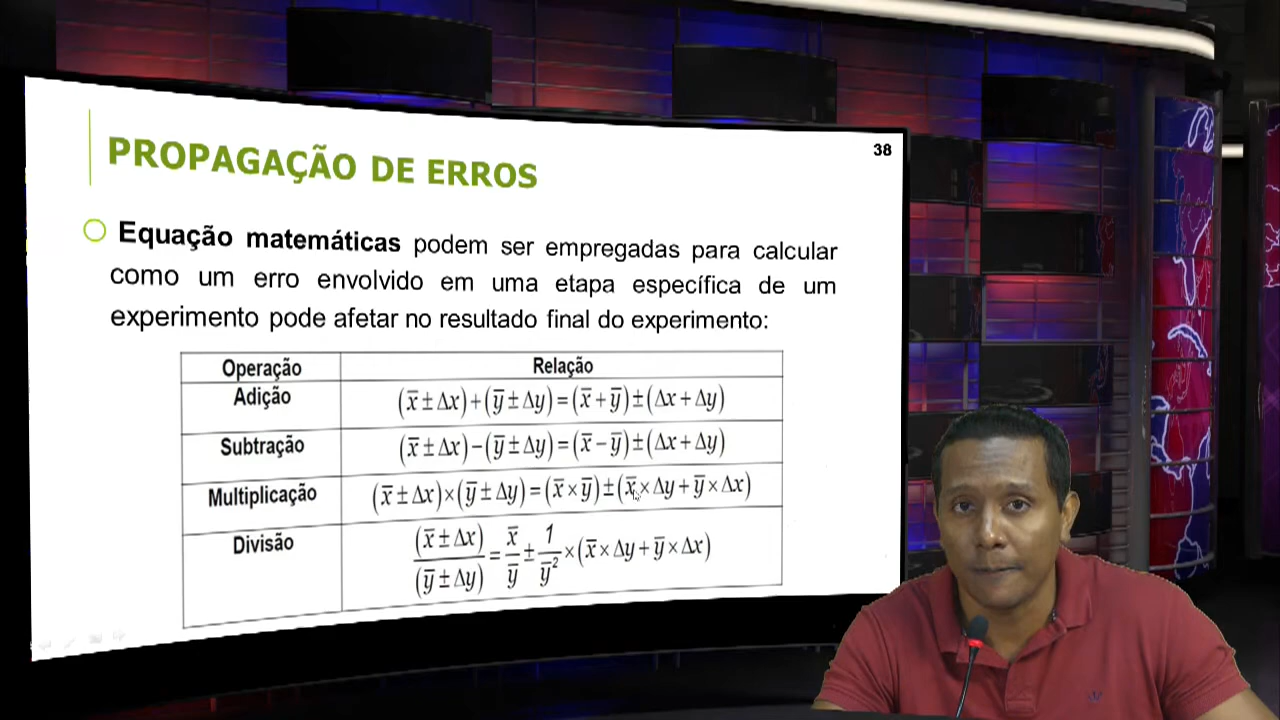 38
PROPAGAÇÃO DE ERROS
Equação matemáticas podem ser empregadas para calcular
como um erro envolvido em uma etapa específica de um
experimento pode afetar no resultado final do experimento:
Operação Relação
Adição (x̅ ± Δx) + (y̅ ± Δy) = (x̅ + y̅) ± (Δx + Δy)
Subtração (x̅ ± Δx) − (y̅ ± Δy) = (x̅ − y̅) ± (Δx + Δy)
Multiplicação (x̅ ± Δx) × (y̅ ± Δy) = (x̅ × y̅) ± (x̅ × Δy + y̅ × Δx)
Divisão (x̅ ± Δx) / (y̅ ± Δy) = x̅ / y̅ ± 1 / y̅² × (x̅ × Δy + y̅ × Δx)